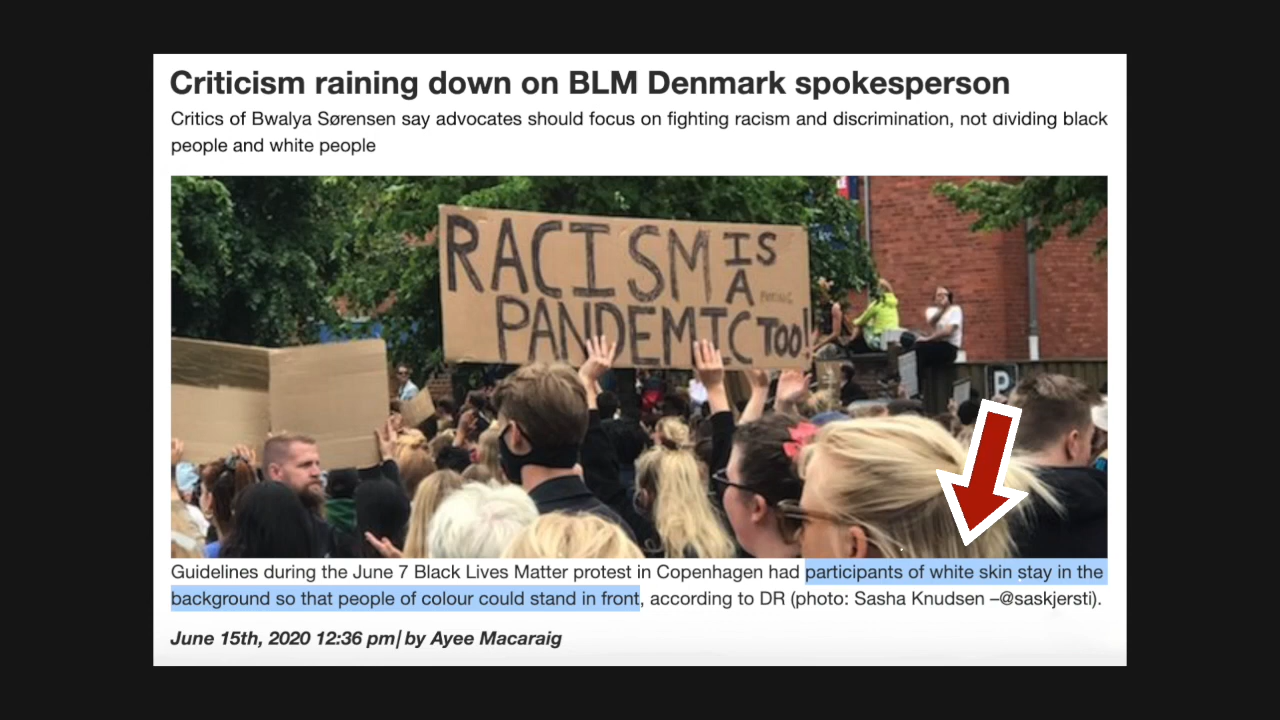 Criticism raining down on BLM Denmark spokesperson
Critics of Bwalya Sørensen say advocates should focus on fighting racism and discrimination, not dividing black
people and white people
RACISM IS
A
PANDEMIC TOO!
P
Guidelines during the June 7 Black Lives Matter protest in Copenhagen had participants of white skin stay in the
background so that people of colour could stand in front, according to DR (photo: Sasha Knudsen –@saskjersti).
June 15th, 2020 12:36 pm| by Ayee Macaraig